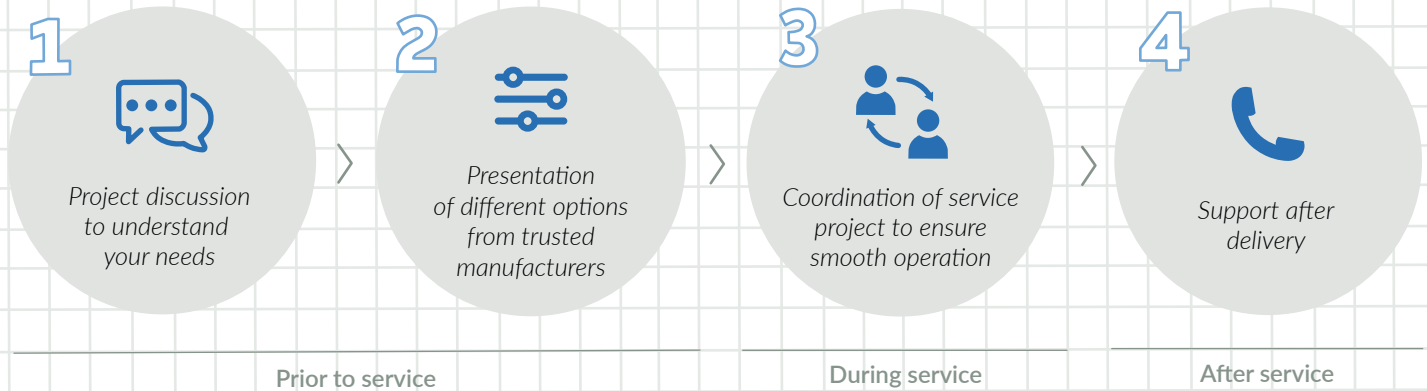 1
Project discussion
to understand
your needs
2
Presentation
of different options
from trusted
manufacturers
3
Coordination of service
project to ensure
smooth operation
4
Support after
delivery
Prior to service
During service
After service